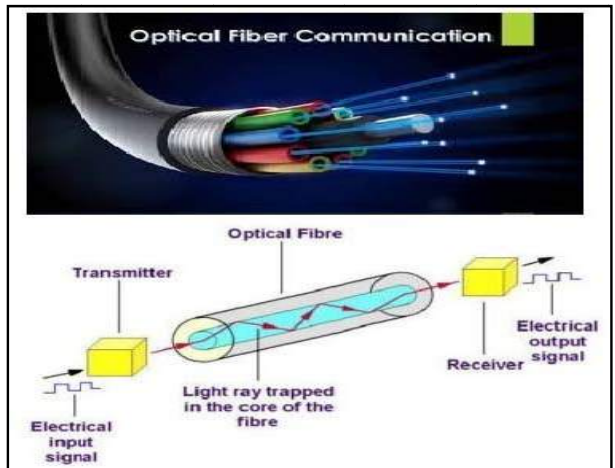 Optical Fiber Communication
Optical Fibre
Transmitter
Electrical
output
signal
Receiver
Light ray trapped
in the core of the
fibre
Electrical
input
signal